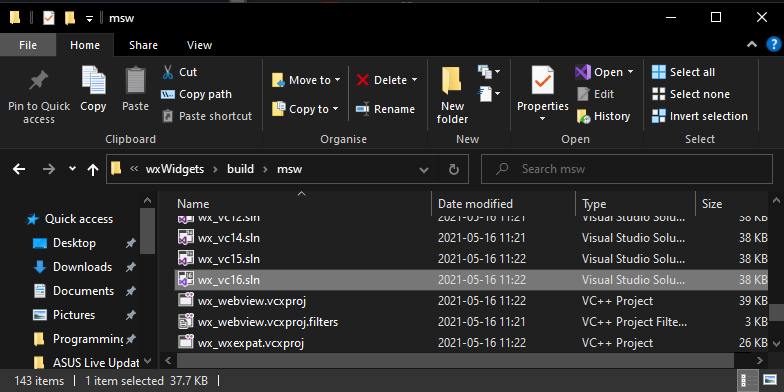 msw
File Home Share View
Pin to Quick access
Copy
Paste
Cut
Copy path
Paste shortcut
Clipboard
Move to
Copy to
Delete
Rename
Organise
New folder
New
Properties
Open
Edit
History
Open
Select all
Select none
Invert selection
Select
« wxWidgets › build › msw
Search msw
Name Date modified Type Size
Quick access
Desktop
Downloads
Documents
Pictures
Programming
ASUS Live Updat
wx_vc12.sln 2021-05-16 11:21 Visual Studio Solu... 38 KB
wx_vc14.sln 2021-05-16 11:21 Visual Studio Solu... 38 KB
wx_vc15.sln 2021-05-16 11:22 Visual Studio Solu... 38 KB
wx_vc16.sln 2021-05-16 11:22 Visual Studio Solu... 38 KB
wx_webview.vcxproj 2021-05-16 11:22 VC++ Project 39 KB
wx_webview.vcxproj.filters 2021-05-16 11:21 VC++ Project Filte... 3 KB
wx_wxexpat.vcxproj 2021-05-16 11:22 VC++ Project 26 KB
143 items 1 item selected 37.7 KB